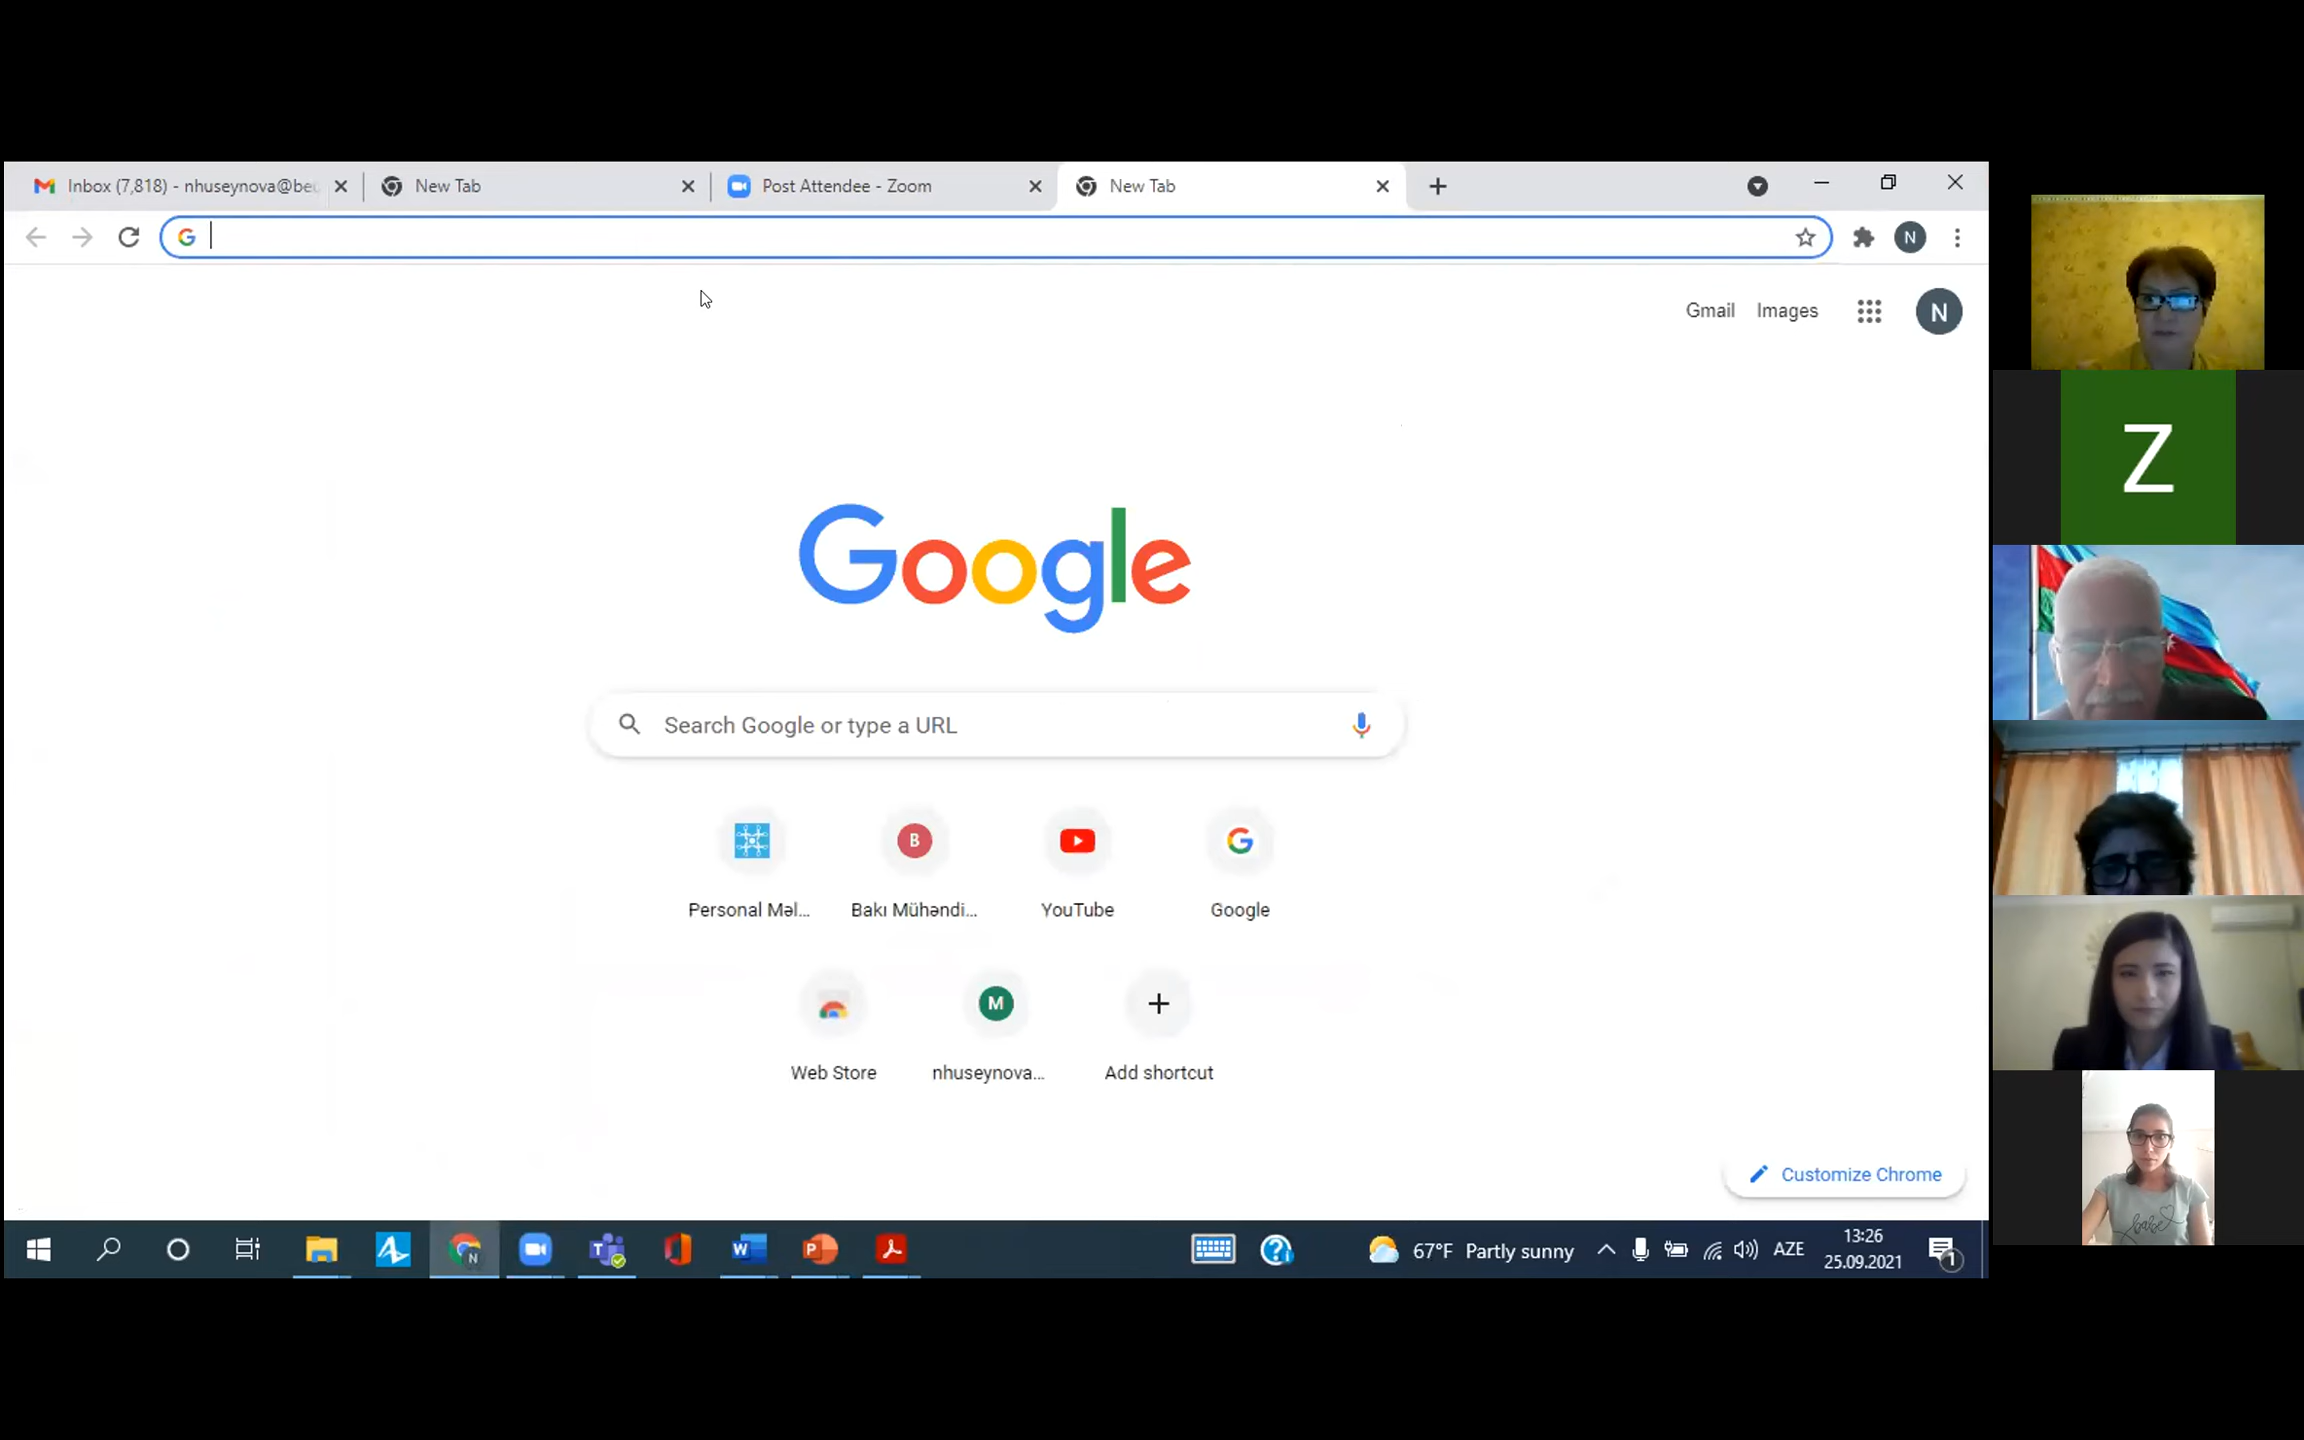 Inbox (7,818) - nhuseynova@be
New Tab
Post Attendee - Zoom
New Tab
N
Gmail Images N
Google
Search Google or type a URL
B
Personal Məl... Bakı Mühəndi... YouTube Google
M
Web Store nhuseynova... Add shortcut
Customize Chrome
67°F Partly sunny AZE 13:26
25.09.2021
1
Z
babe